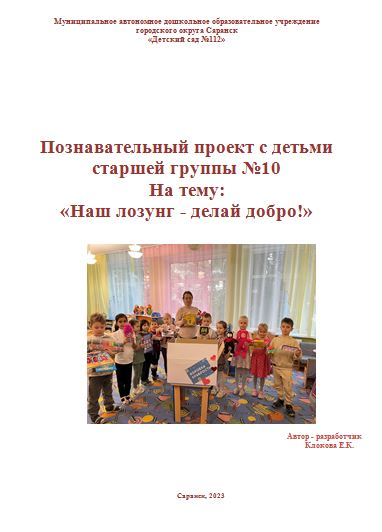 Муниципальное автономное дошкольное образовательное учреждение
городского округа Саранск
«Детский сад №112»
Познавательный проект с детьми
старшей группы №10
На тему:
«Наш лозунг - делай добро!»
Автор - разработчик
Клокова Е.К.
Саранск, 2023